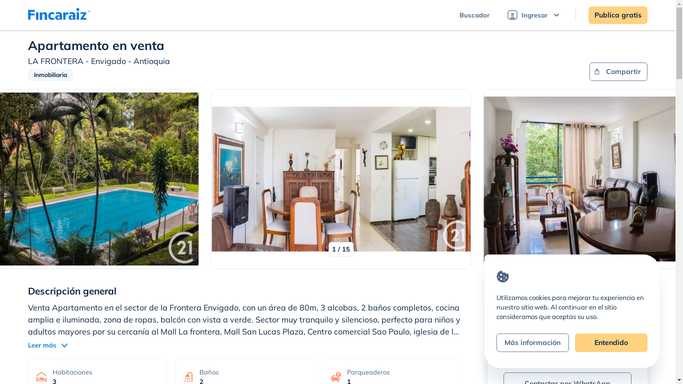 Fincaraiz
Buscador
Ingresar
Publica gratis
Apartamento en venta
LA FRONTERA - Envigado - Antioquia
Inmobiliaria
Compartir
21
1 / 15
21
Descripción general
Venta Apartamento en el sector de la Frontera Envigado, con un área de 80m, 3 alcobas, 2 baños completos, cocina
amplia e iluminada, zona de ropas, balcón con vista a verde. Sector muy tranquilo y silencioso, perfecto para niños y
adultos mayores por su cercanía al Mall La frontera, Mall San Lucas Plaza, Centro comercial Sao Paulo, iglesia de l...
Leer más
Habitaciones
3
Baños
2
Parqueaderos
1
Utilizamos cookies para mejorar tu experiencia en
nuestro sitio web. Al continuar en el sitio
consideramos que aceptas su uso.
Más información
Entendido
Contactar por WhatsApp